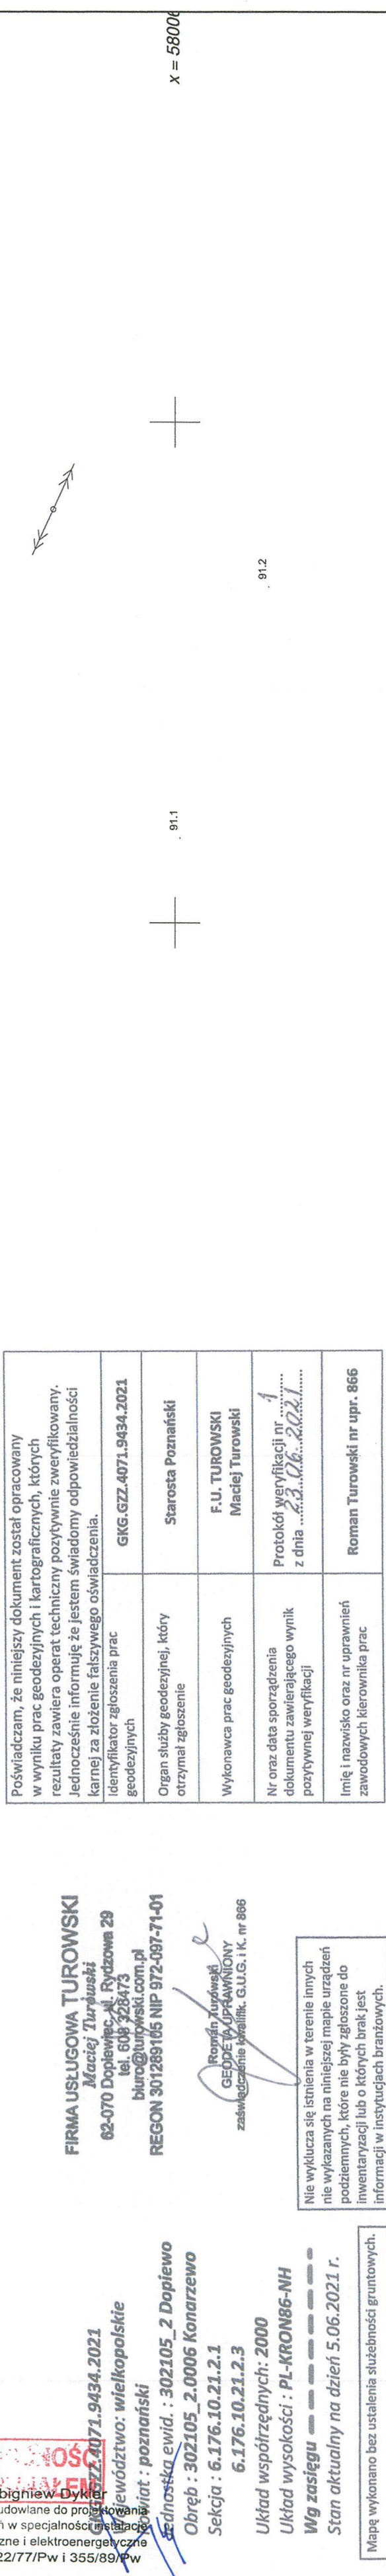 x = 58006
91.2
91.1
Poświadczam, że niniejszy dokument został opracowany
w wyniku prac geodezyjnych i kartograficznych, których
rezultaty zawiera operat techniczny pozytywnie zweryfikowany.
Jednocześnie informuję że jestem świadomy odpowiedzialności
karnej za złożenie fałszywego oświadczenia.
Identyfikator zgłoszenia prac
geodezyjnych
GKG.GZZ.4071.9434.2021
Organ służby geodezyjnej, który
otrzymał zgłoszenie
Starosta Poznański
Wykonawca prac geodezyjnych
F.U. TUROWSKI
Maciej Turowski
Nr oraz data sporządzenia
dokumentu zawierającego wynik
pozytywnej weryfikacji
Protokół weryfikacji nr ....1....
z dnia ...23.06.2021....
Imię i nazwisko oraz nr uprawnień
zawodowych kierownika prac
Roman Turowski nr upr. 866
FIRMA USŁUGOWA TUROWSKI
Maciej Turowski
62-070 Dopiewiec, ul. Rydzowa 29
tel. 608 328473
biuro@turowski.com.pl
REGON 301289165 NIP 972-097-71-01
Roman Turowski
GEODETA UPRAWNIONY
zaświadczenie kwalifik. G.U.G. i K. nr 866
Nie wyklucza się istnienia w terenie innych
nie wykazanych na niniejszej mapie urządzeń
podziemnych, które nie były zgłoszone do
inwentaryzacji lub o których brak jest
informacji w instytucjach branżowych.
4071.9434.2021
Województwo: wielkopolskie
Powiat : poznański
Jednostka ewid. : 302105_2 Dopiewo
Obręb : 302105_2.0006 Konarzewo
Sekcja : 6.176.10.21.2.1
6.176.10.21.2.3
Układ współrzędnych: 2000
Układ wysokości : PL-KRON86-NH
Wg zasięgu
Staktualny na dzień 5.06.2021 r.
Mapę wykonano bez ustalenia służebności gruntowych.
bigniew Dykier
udowlane do projektowania
ń w specjalności instalacje
zne i elektroenergetyczne
22/77/Pw i 355/89/Pw